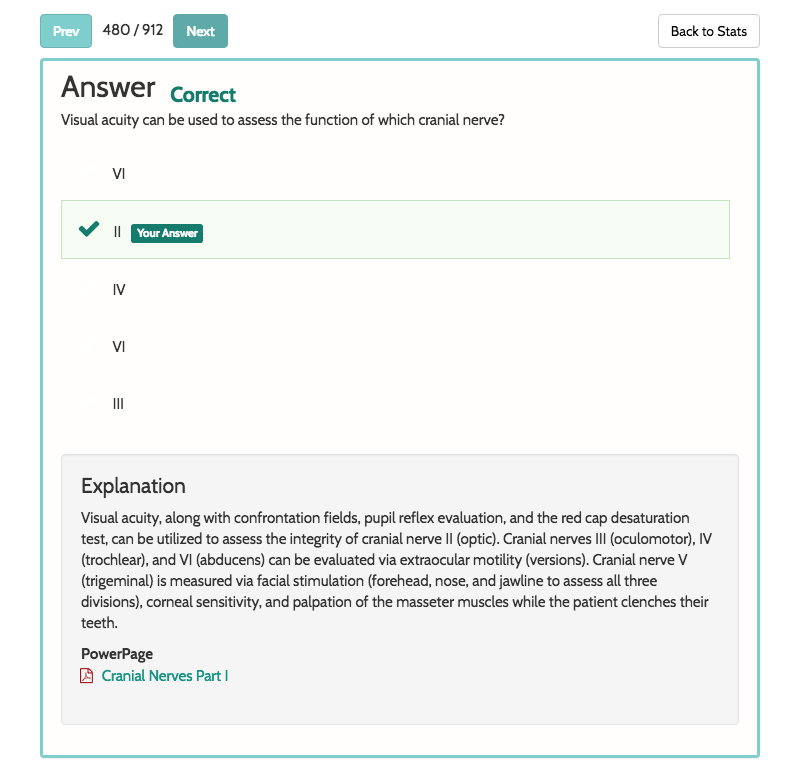 Prev 480 / 912 Next Back to Stats
Answer Correct
Visual acuity can be used to assess the function of which cranial nerve?
VI
II Your Answer
IV
VI
III
Explanation
Visual acuity, along with confrontation fields, pupil reflex evaluation, and the red cap desaturation
test, can be utilized to assess the integrity of cranial nerve II (optic). Cranial nerves III (oculomotor), IV
(trochlear), and VI (abducens) can be evaluated via extraocular motility (versions). Cranial nerve V
(trigeminal) is measured via facial stimulation (forehead, nose, and jawline to assess all three
divisions), corneal sensitivity, and palpation of the masseter muscles while the patient clenches their
teeth.
PowerPage
Cranial Nerves Part I